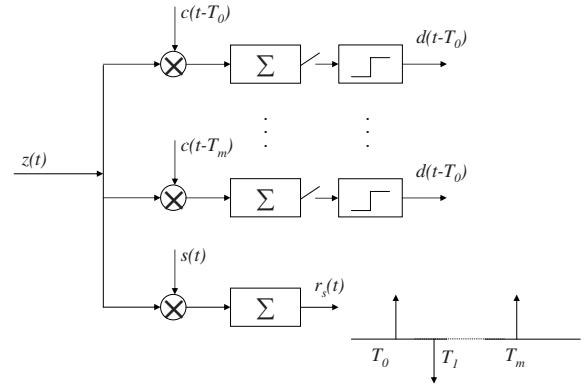 c(t-T₀)
Σ
d(t-T₀)
z(t)
c(t-Tₘ)
Σ
d(t-T₀)
s(t)
Σ
rₛ(t)
T₀ T₁ Tₘ